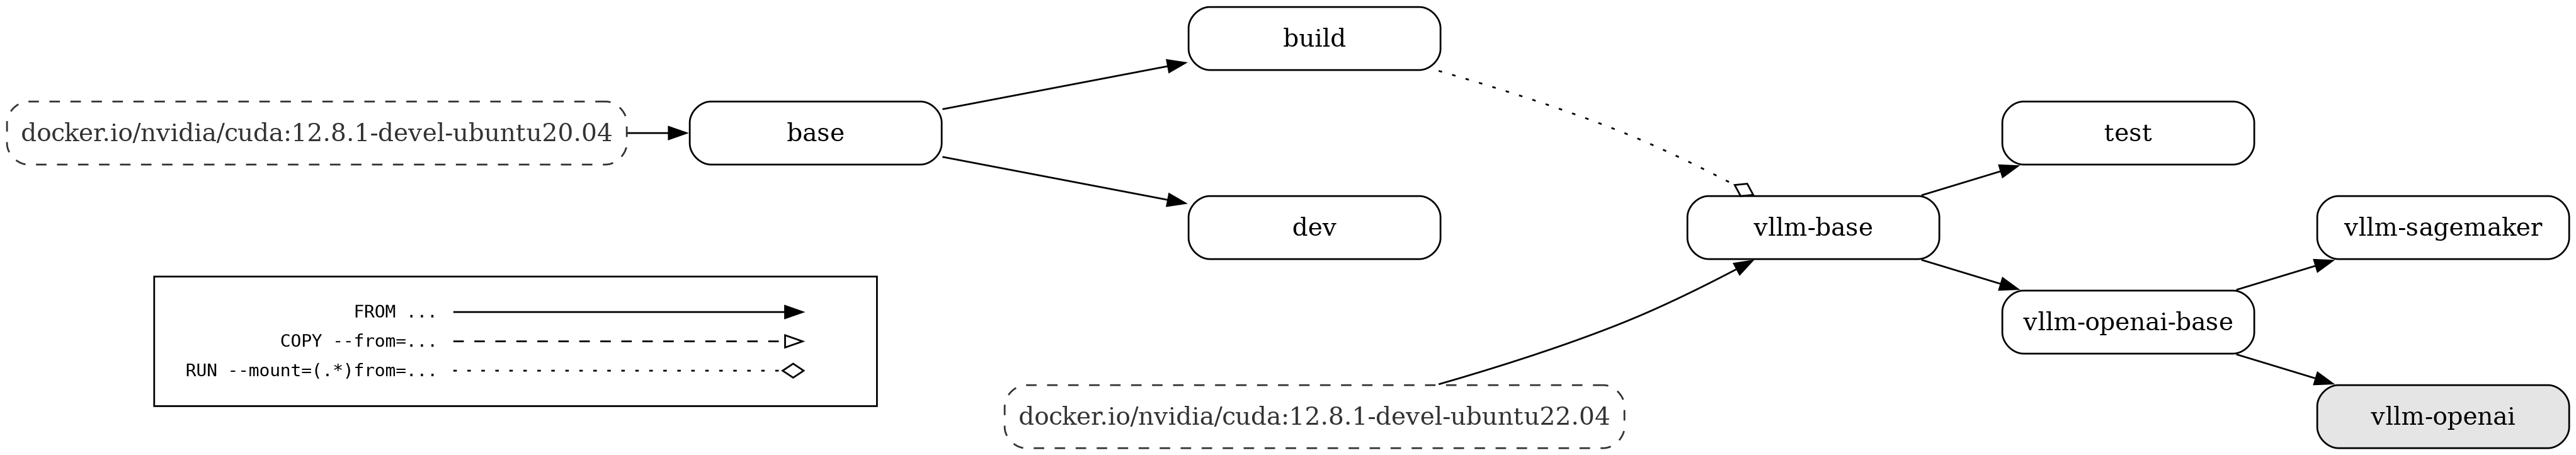 build
docker.io/nvidia/cuda:12.8.1-devel-ubuntu20.04
base
test
dev
vllm-base
vllm-sagemaker
FROM ...
COPY --from=...
RUN --mount=(.*)from=...
vllm-openai-base
docker.io/nvidia/cuda:12.8.1-devel-ubuntu22.04
vllm-openai